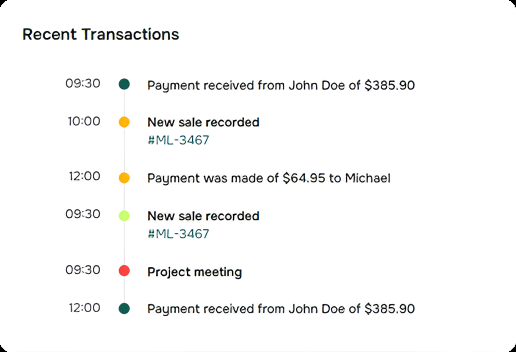 Recent Transactions
09:30 Payment received from John Doe of $385.90
10:00 New sale recorded
#ML-3467
12:00 Payment was made of $64.95 to Michael
09:30 New sale recorded
#ML-3467
09:30 Project meeting
12:00 Payment received from John Doe of $385.90